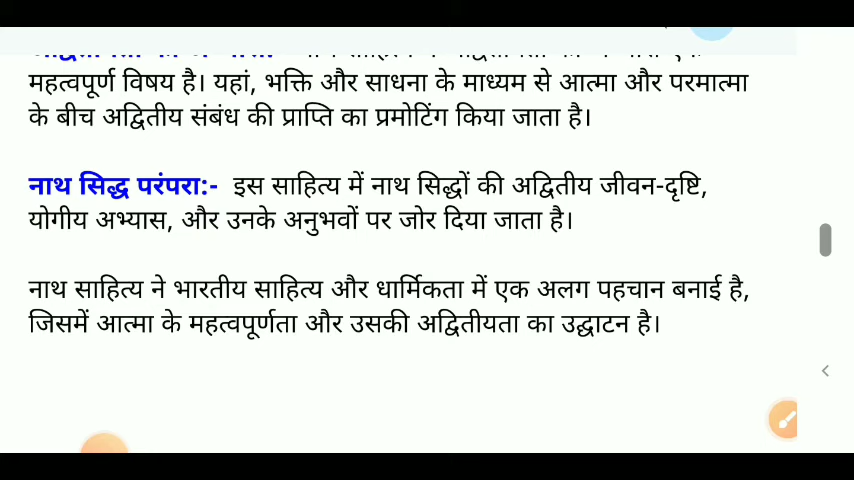 महत्वपूर्ण विषय है। यहां, भक्ति और साधना के माध्यम से आत्मा और परमात्मा
के बीच अद्वितीय संबंध की प्राप्ति का प्रमोटिंग किया जाता है।
नाथ सिद्ध परंपरा:- इस साहित्य में नाथ सिद्धों की अद्वितीय जीवन-दृष्टि,
योगीय अभ्यास, और उनके अनुभवों पर जोर दिया जाता है।
नाथ साहित्य ने भारतीय साहित्य और धार्मिकता में एक अलग पहचान बनाई है,
जिसमें आत्मा के महत्वपूर्णता और उसकी अद्वितीयता का उद्घाटन है।